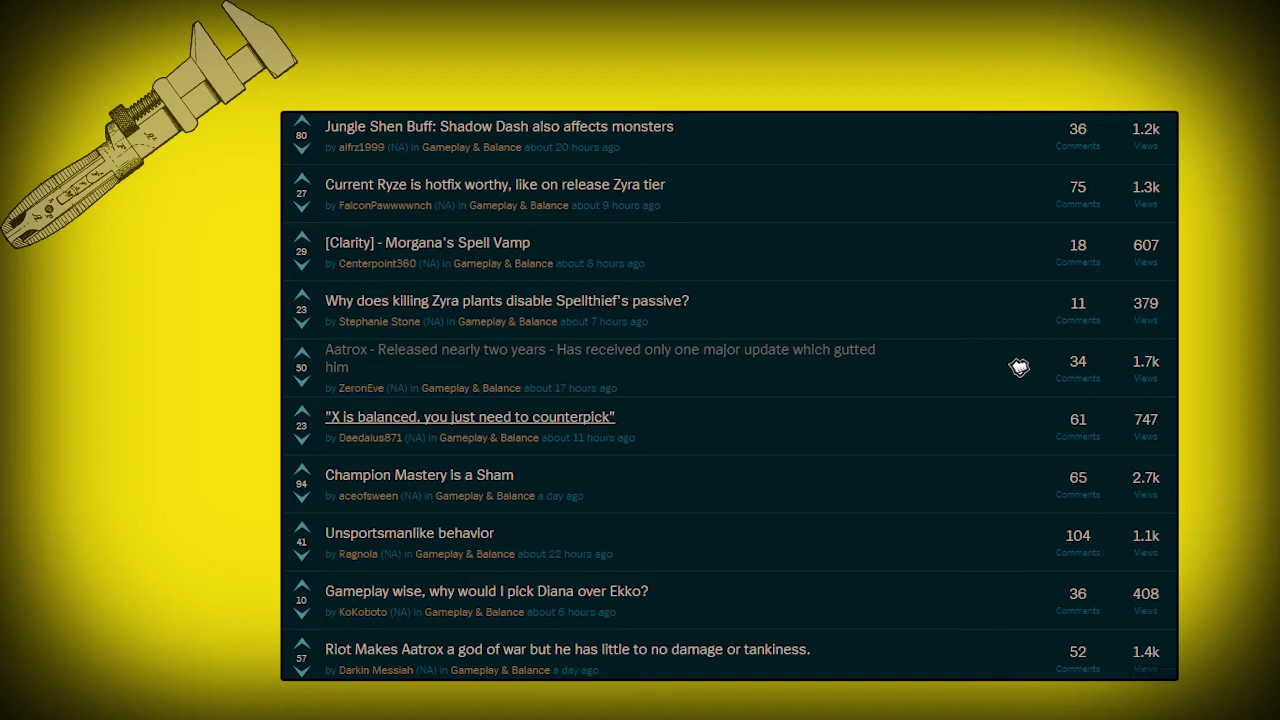 Jungle Shen Buff: Shadow Dash also affects monsters
80
by alfrz1999 (NA) in Gameplay & Balance about 20 hours ago
36
Comments
1.2k
Views
Current Ryze is hotfix worthy, like on release Zyra tier
27
by FalconPawwwwnch (NA) in Gameplay & Balance about 9 hours ago
75
Comments
1.3k
Views
[Clarity] - Morgana's Spell Vamp
29
by Centerpoint360 (NA) in Gameplay & Balance about 8 hours ago
18
Comments
607
Views
Why does killing Zyra plants disable Spellthief's passive?
23
by Stephanie Stone (NA) in Gameplay & Balance about 7 hours ago
11
Comments
379
Views
Aatrox - Released nearly two years - Has received only one major update which gutted
him
50
by ZeronEve (NA) in Gameplay & Balance about 17 hours ago
34
Comments
1.7k
Views
"X is balanced, you just need to counterpick"
23
by Daedalus871 (NA) in Gameplay & Balance about 11 hours ago
61
Comments
747
Views
Champion Mastery is a Sham
94
by aceofsween (NA) in Gameplay & Balance a day ago
65
Comments
2.7k
Views
Unsportsmanlike behavior
41
by Ragnola (NA) in Gameplay & Balance about 22 hours ago
104
Comments
1.1k
Views
Gameplay wise, why would I pick Diana over Ekko?
10
by KoKoboto (NA) in Gameplay & Balance about 6 hours ago
36
Comments
408
Views
Riot Makes Aatrox a god of war but he has little to no damage or tankiness.
57
by Darkin Messiah (NA) in Gameplay & Balance a day ago
52
Comments
1.4k
Views